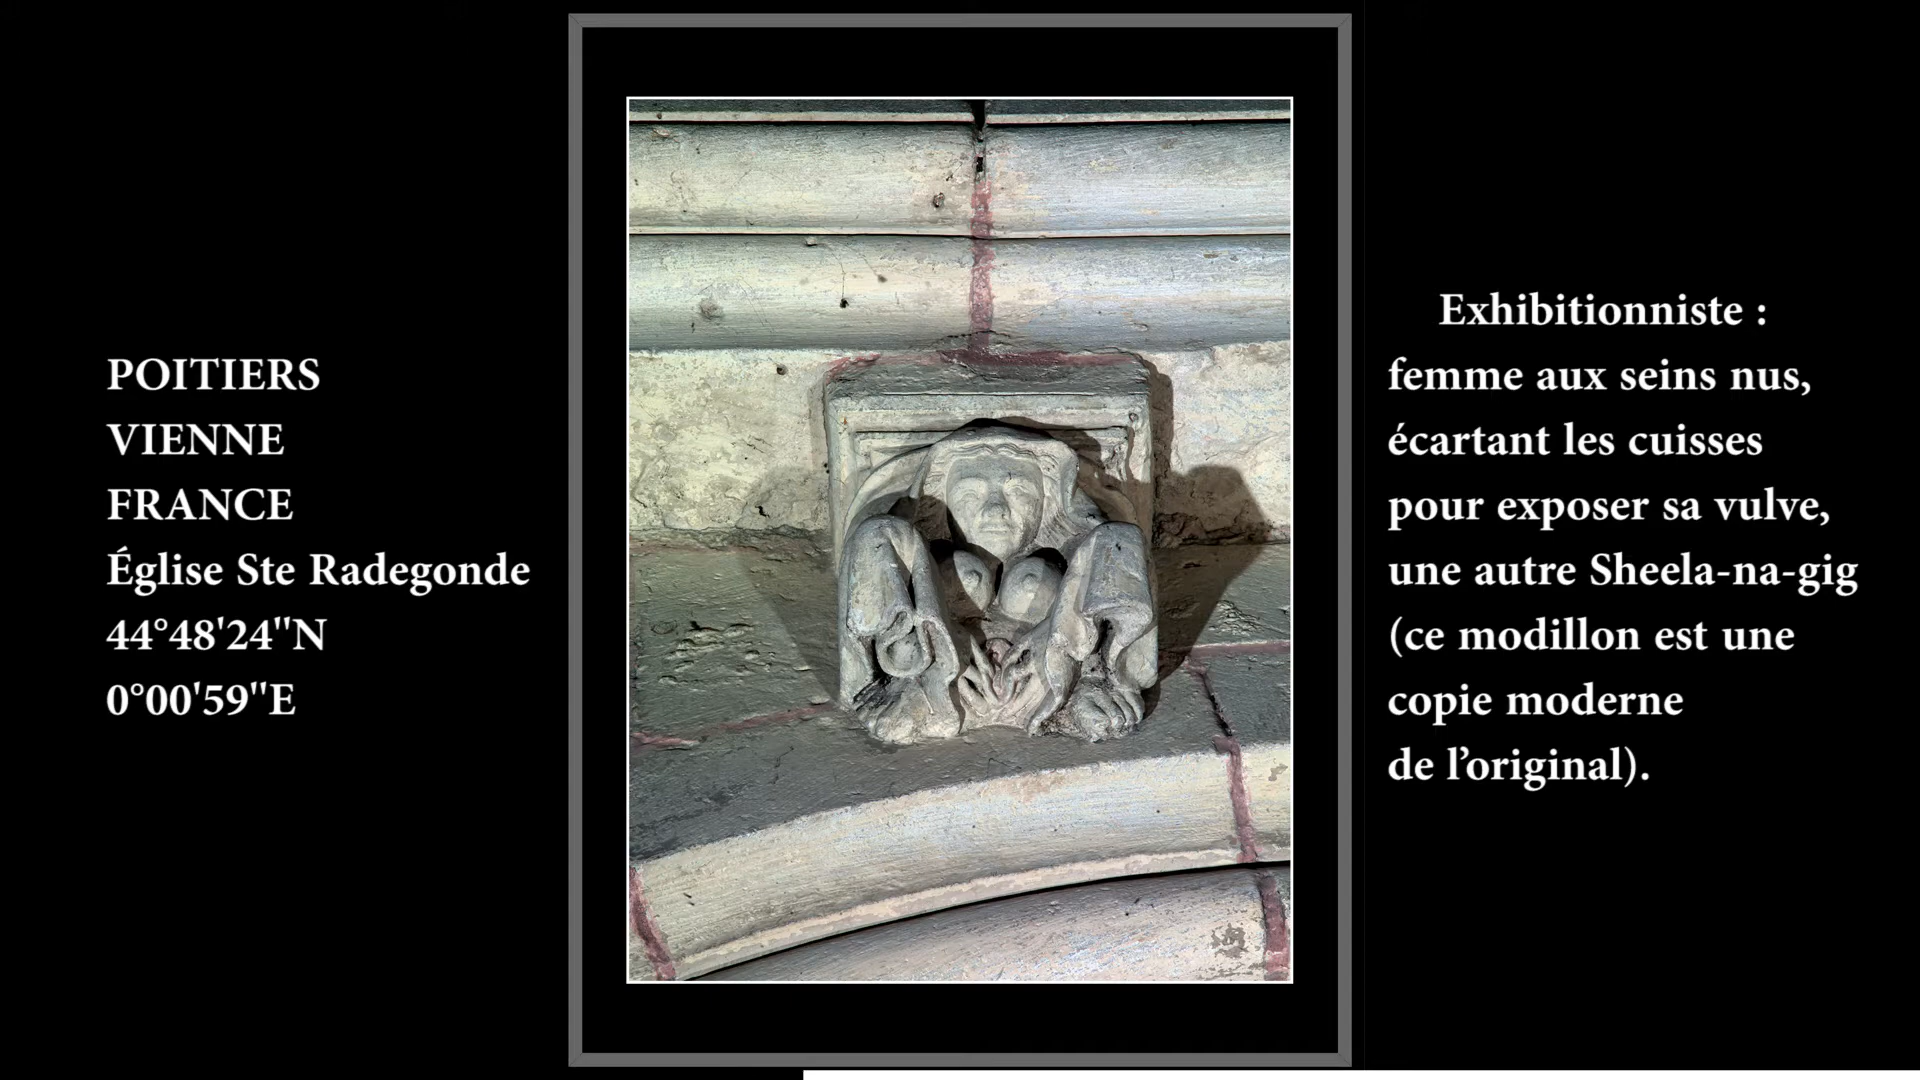 POITIERS
VIENNE
FRANCE
Église Ste Radegonde
44°48'24"N
0°00'59"E
Exhibitionniste :
femme aux seins nus,
écartant les cuisses
pour exposer sa vulve,
une autre Sheela-na-gig
(ce modillon est une
copie moderne
de l’original).